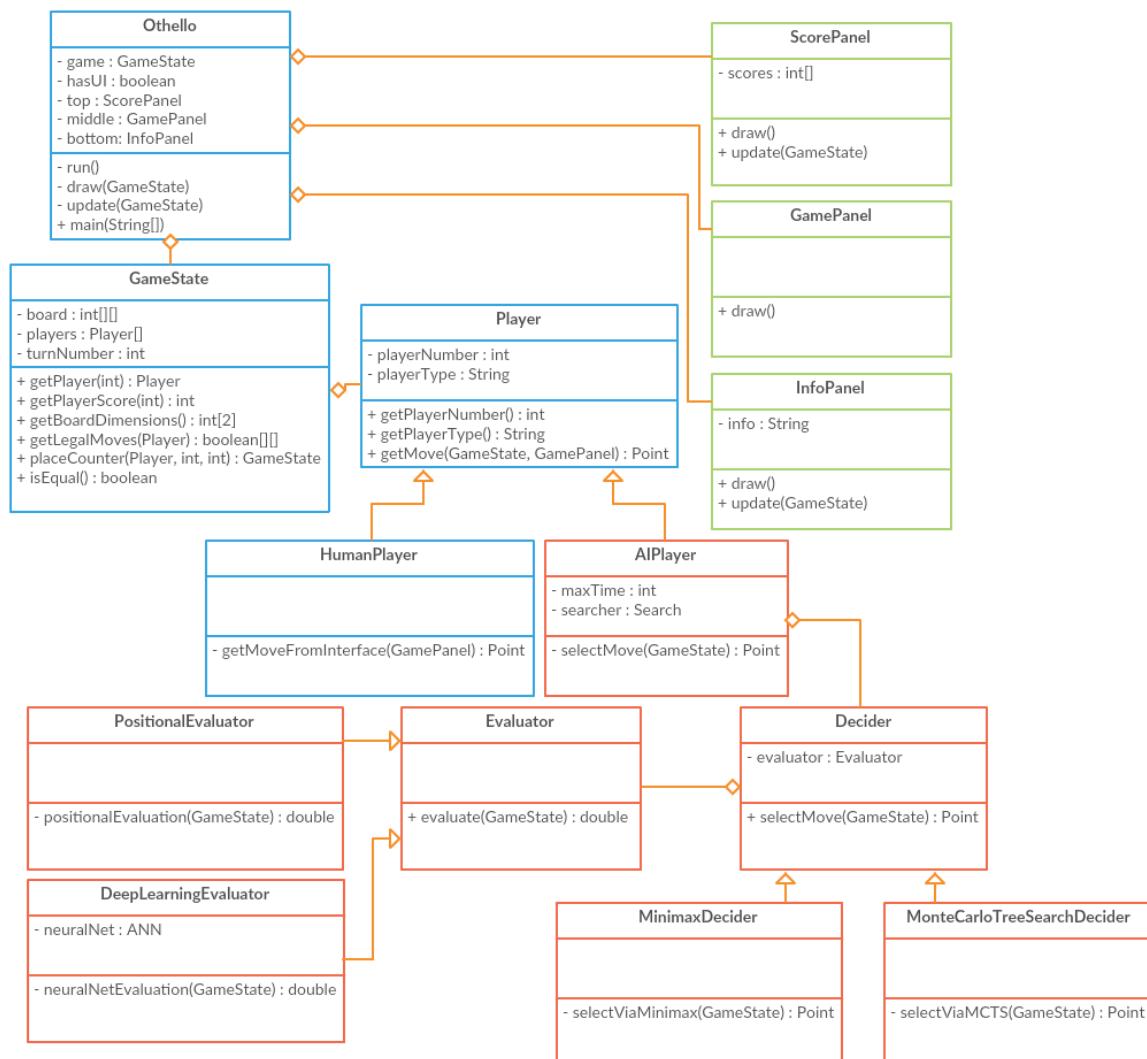 Othello
- game : GameState
- hasUI : boolean
- top : ScorePanel
- middle : GamePanel
- bottom: InfoPanel
- run()
- draw(GameState)
- update(GameState)
+ main(String[])
ScorePanel
- scores : int[]
+ draw()
+ update(GameState)
GamePanel
+ draw()
GameState
- board : int[][]
- players : Player[]
- turnNumber : int
+ getPlayer(int) : Player
+ getPlayerScore(int) : int
+ getBoardDimensions() : int[2]
+ getLegalMoves(Player) : boolean[][]
+ placeCounter(Player, int, int) : GameState
+ isEqual() : boolean
Player
- playerNumber : int
- playerType : String
+ getPlayerNumber() : int
+ getPlayerType() : String
+ getMove(GameState, GamePanel) : Point
InfoPanel
- info : String
+ draw()
+ update(GameState)
HumanPlayer
- getMoveFromInterface(GamePanel) : Point
AIPlayer
- maxTime : int
- searcher : Search
- selectMove(GameState) : Point
PositionalEvaluator
- positionalEvaluation(GameState) : double
Evaluator
+ evaluate(GameState) : double
Decider
- evaluator : Evaluator
+ selectMove(GameState) : Point
DeepLearningEvaluator
- neuralNet : ANN
- neuralNetEvaluation(GameState) : double
MinimaxDecider
- selectViaMinimax(GameState) : Point
MonteCarloTreeSearchDecider
- selectViaMCTS(GameState) : Point